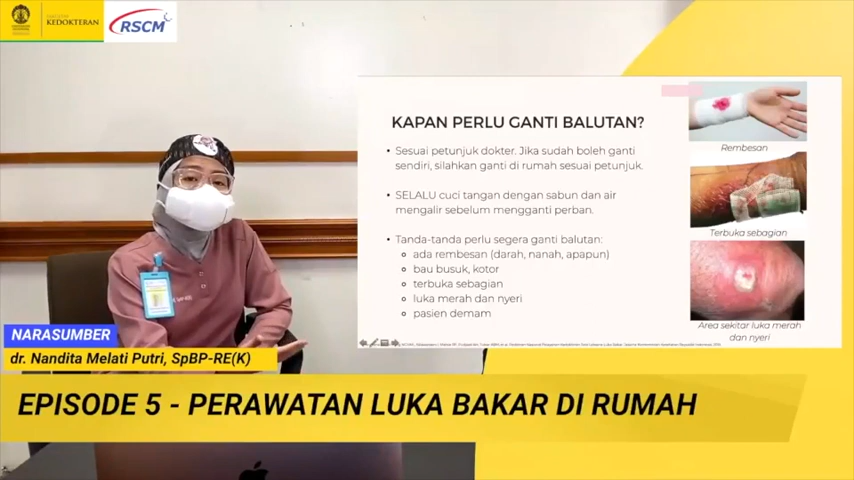 FAKULTAS
KEDOKTERAN
RSCM
KAPAN PERLU GANTI BALUTAN?
• Sesuai petunjuk dokter. Jika sudah boleh ganti
sendiri, silahkan ganti di rumah sesuai petunjuk.
• SELALU cuci tangan dengan sabun dan air
mengalir sebelum mengganti perban.
• Tanda-tanda perlu segera ganti balutan:
ada rembesan (darah, nanah, apapun)
bau busuk, kotor
terbuka sebagian
luka merah dan nyeri
pasien demam
Rembesan
Terbuka sebagian
Area sekitar luka merah
dan nyeri
NARASUMBER
dr. Nandita Melati Putri, SpBP-RE(K)
EPISODE 5 - PERAWATAN LUKA BAKAR DI RUMAH